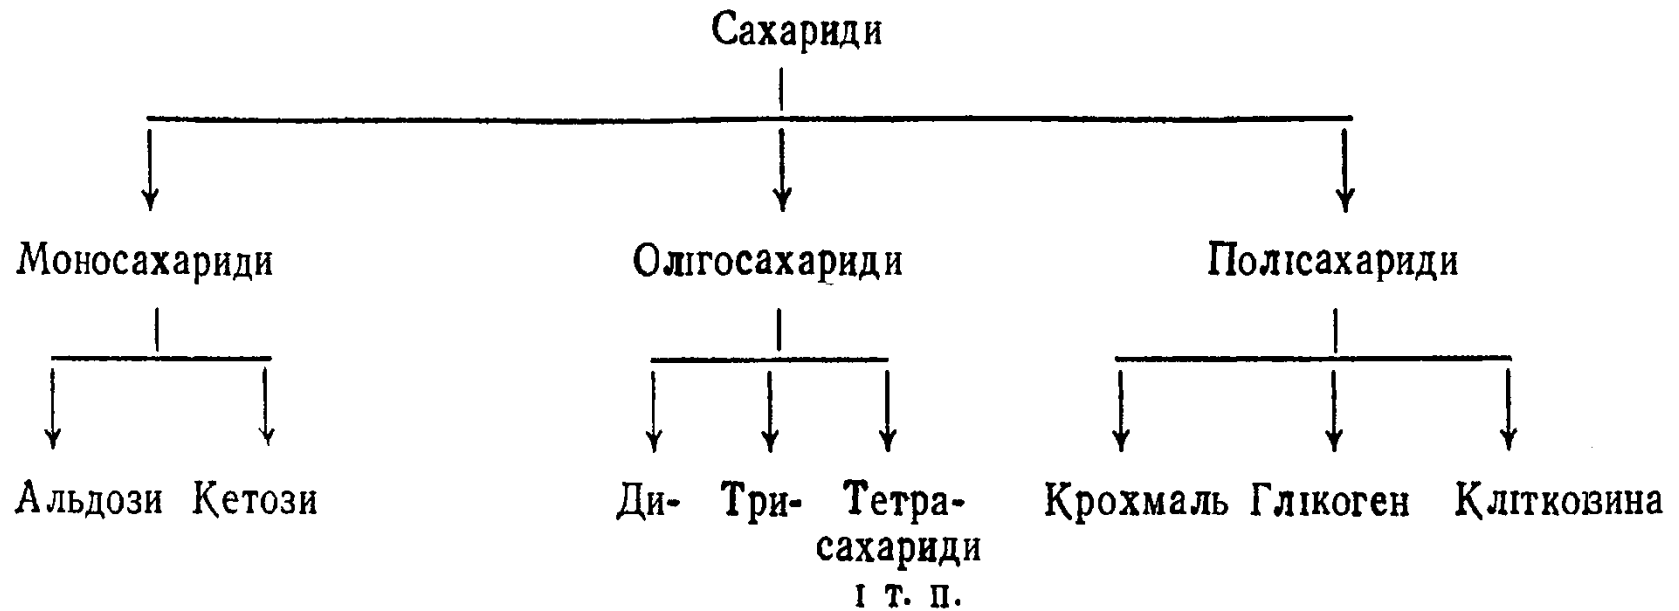 Сахариди
Моносахариди Олігосахариди Полісахариди
Альдози Кетози Ди- Три- Тетра- Крохмаль Глікоген Клітковина
сахариди
і т. п.